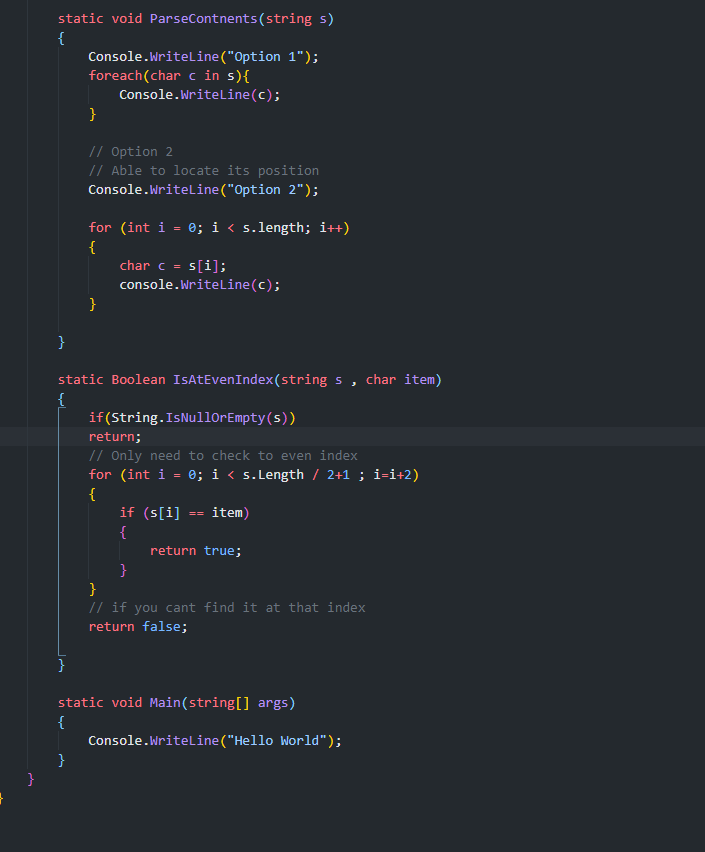 static void ParseContnents(string s)
{
Console.WriteLine("Option 1");
foreach(char c in s){
Console.WriteLine(c);
}
// Option 2
// Able to locate its position
Console.WriteLine("Option 2");
for (int i = 0; i < s.length; i++)
{
char c = s[i];
console.WriteLine(c);
}
}
static Boolean IsAtEvenIndex(string s , char item)
{
if(String.IsNullOrEmpty(s))
return;
// Only need to check to even index
for (int i = 0; i < s.Length / 2+1 ; i=i+2)
{
if (s[i] == item)
{
return true;
}
}
// if you cant find it at that index
return false;
}
static void Main(string[] args)
{
Console.WriteLine("Hello World");
}
}
}